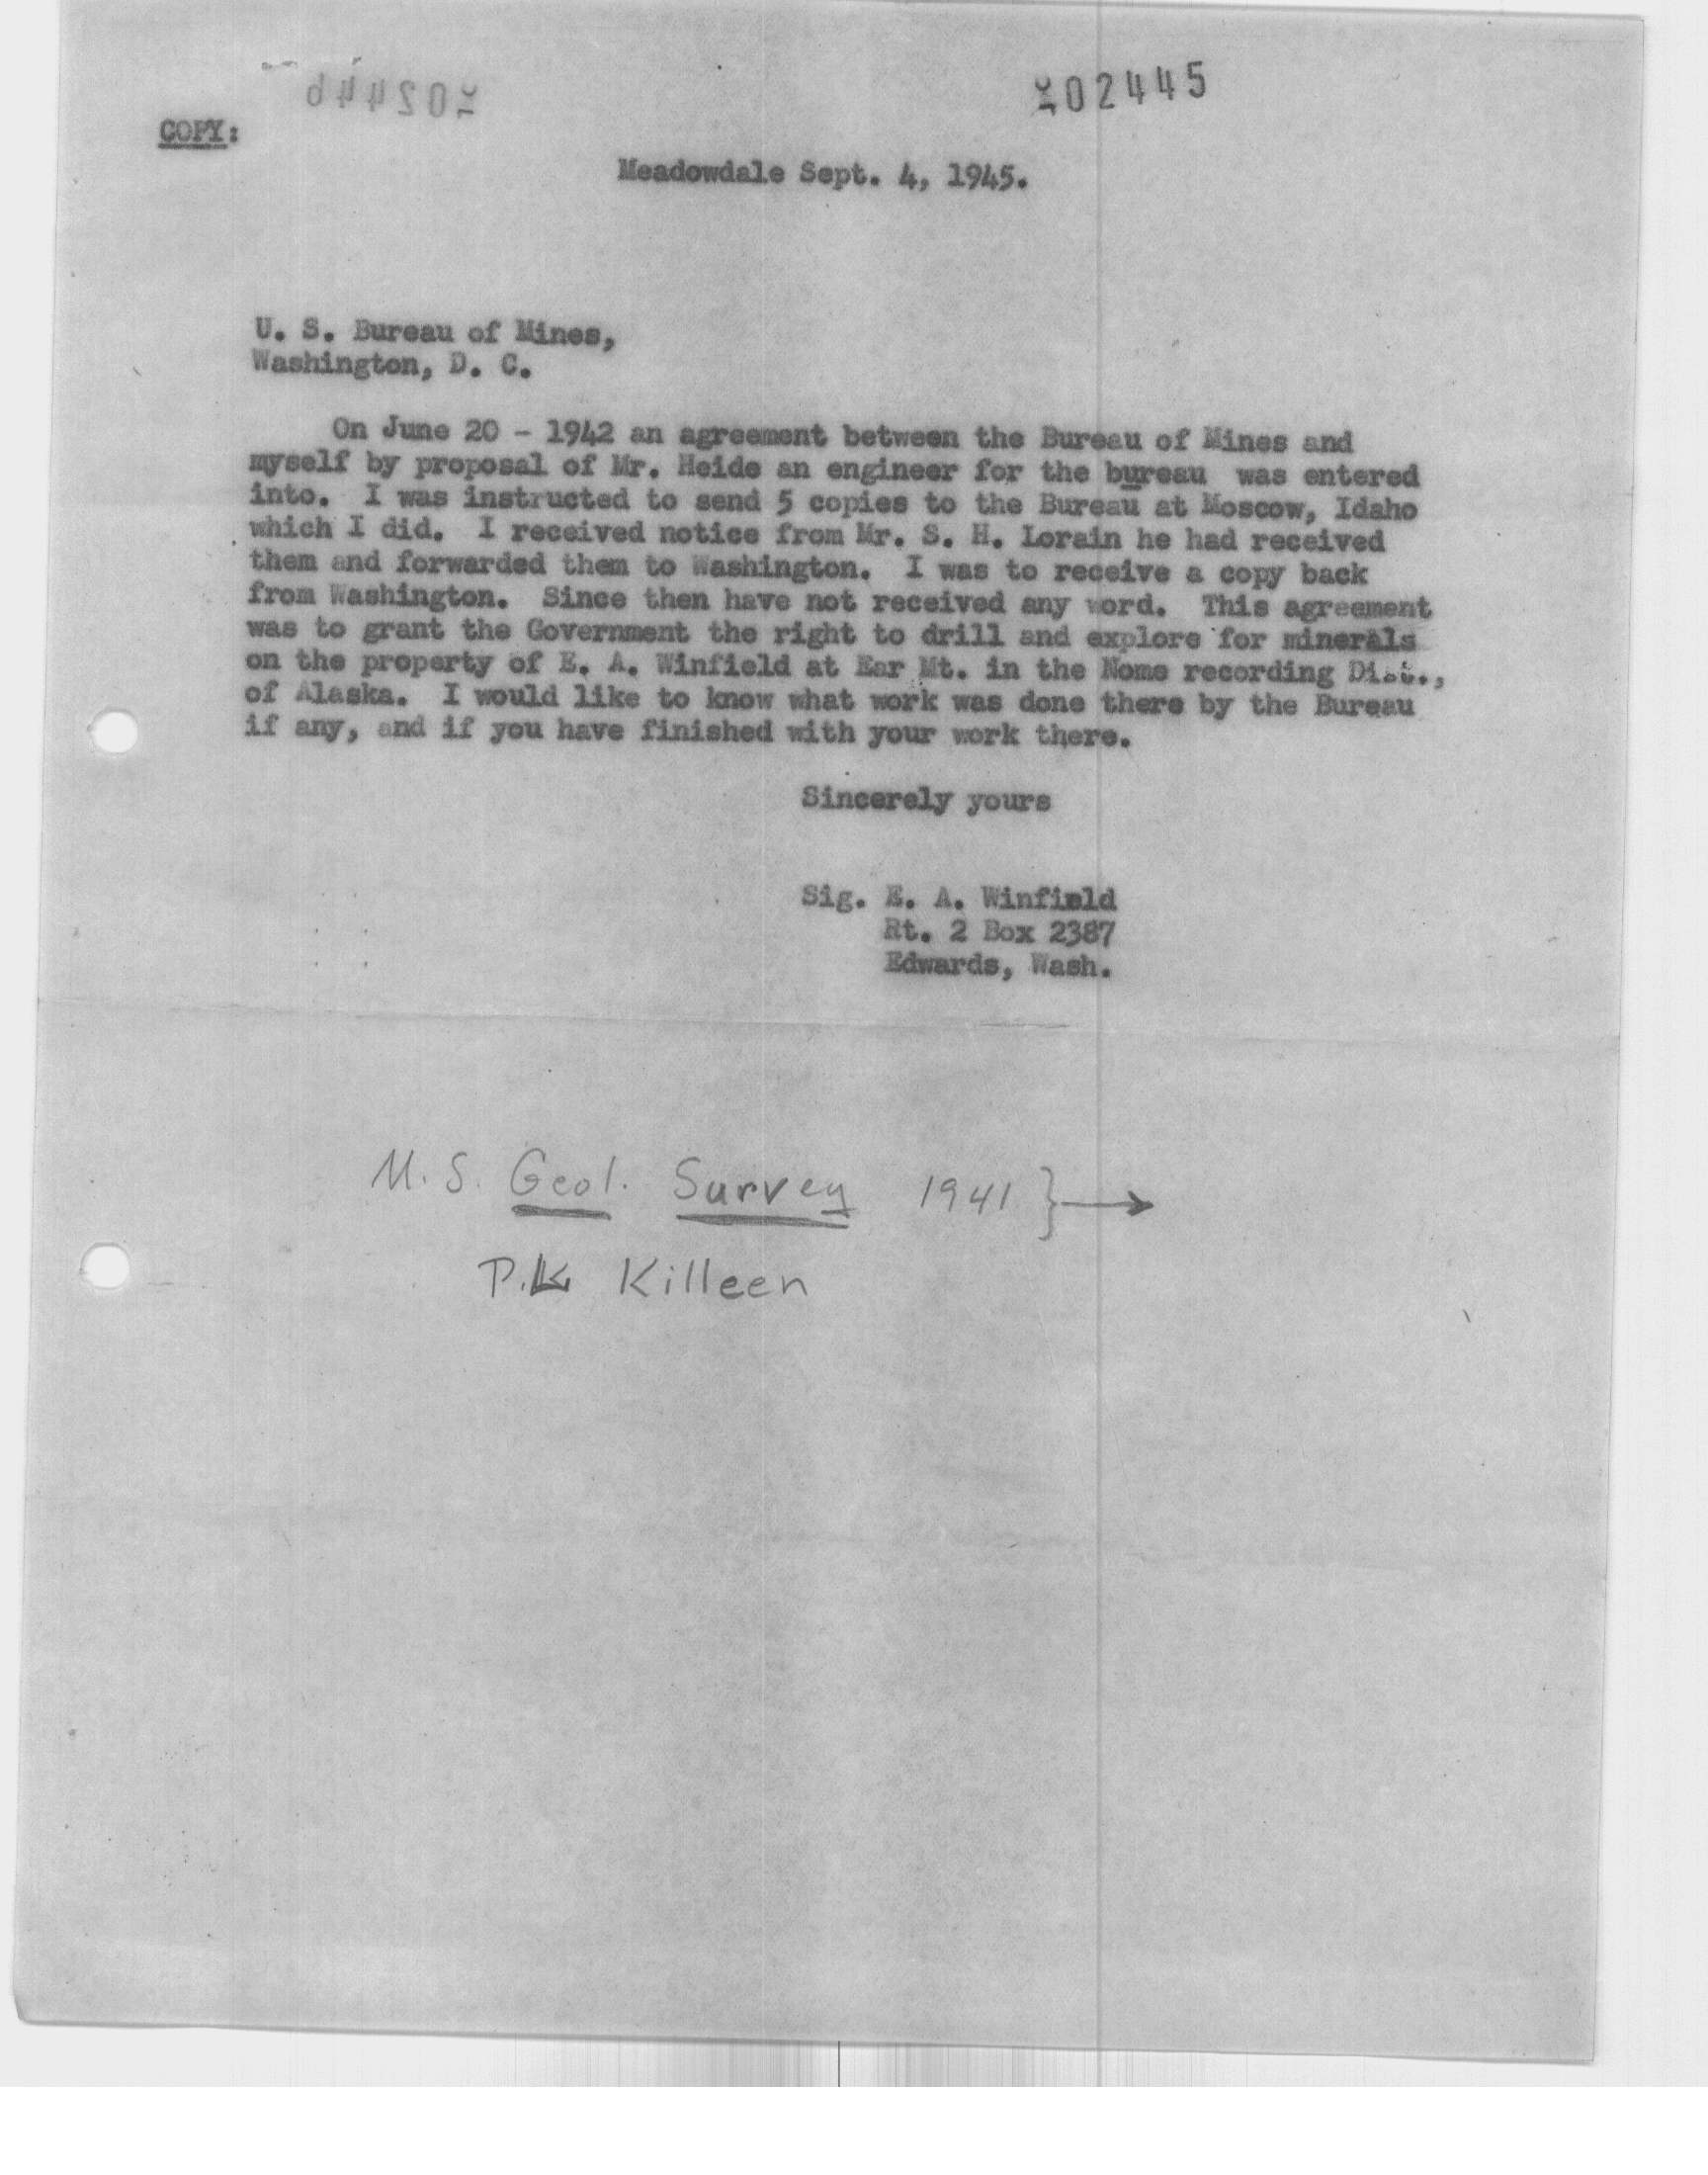 02445
COPY:
Meadowdale Sept. 4, 1945.
U. S. Bureau of Mines,
Washington, D. C.
On June 20 - 1942 an agreement between the Bureau of Mines and
myself by proposal of Mr. Heide an engineer for the bureau was entered
into. I was instructed to send 5 copies to the Bureau at Moscow, Idaho
which I did. I received notice from Mr. S. H. Lorain he had received
them and forwarded them to Washington. I was to receive a copy back
from Washington. Since then have not received any word. This agreement
was to grant the Government the right to drill and explore for minerals
on the property of E. A. Winfield at Ear Mt. in the Nome recording Dist.,
of Alaska. I would like to know what work was done there by the Bureau
if any, and if you have finished with your work there.
Sincerely yours
Sig. E. A. Winfield
Rt. 2 Box 2387
Edwards, Wash.
U. S. Geol. Survey 1941 } →
Killeen